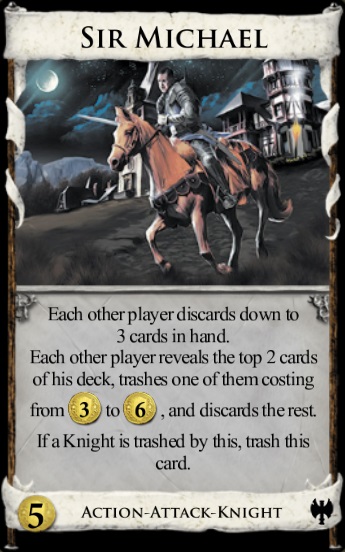 Sir Michael
Each other player discards down to
3 cards in hand.
Each other player reveals the top 2 cards
of his deck, trashes one of them costing
from 3 to 6 , and discards the rest.
If a Knight is trashed by this, trash this
card.
5 Action-Attack-Knight